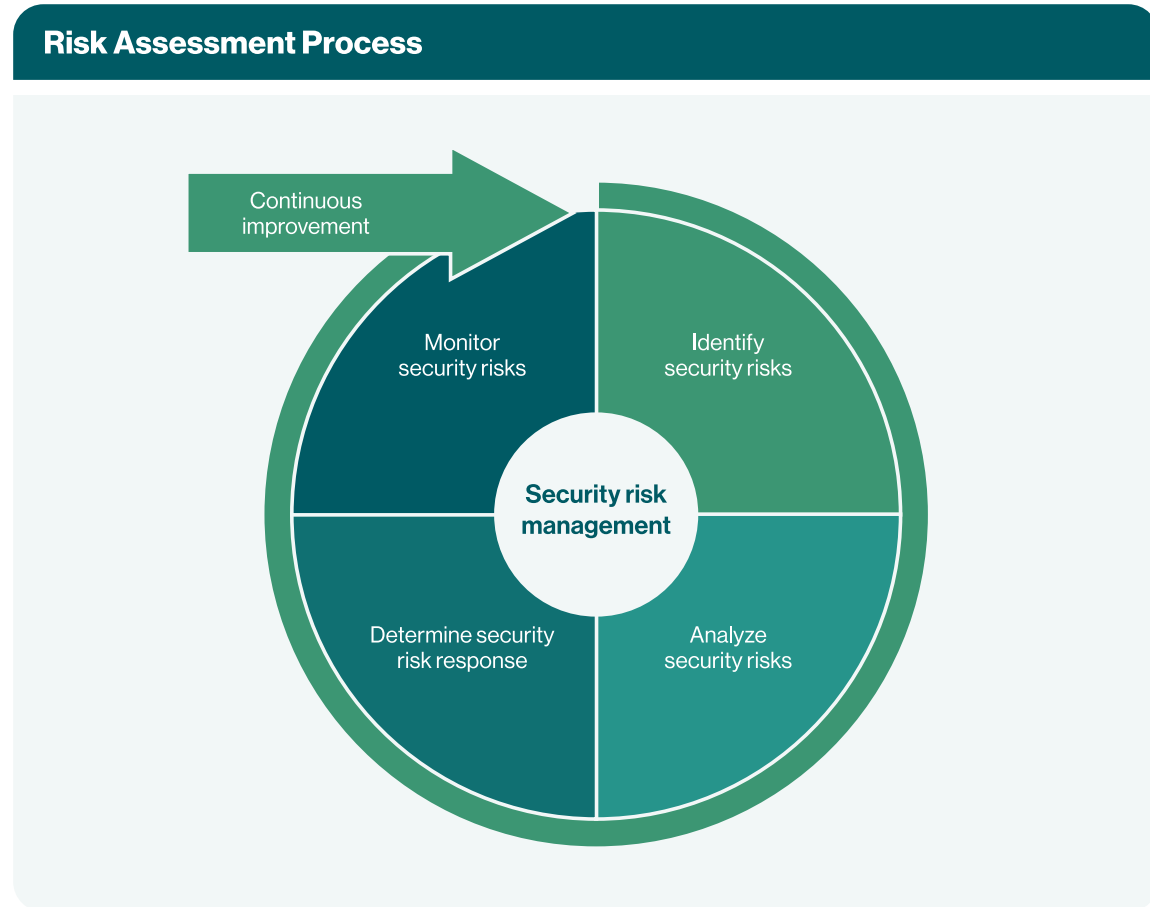 Risk Assessment Process
Continuous
improvement
Monitor
security risks
Identify
security risks
Security risk
management
Determine security
risk response
Analyze
security risks